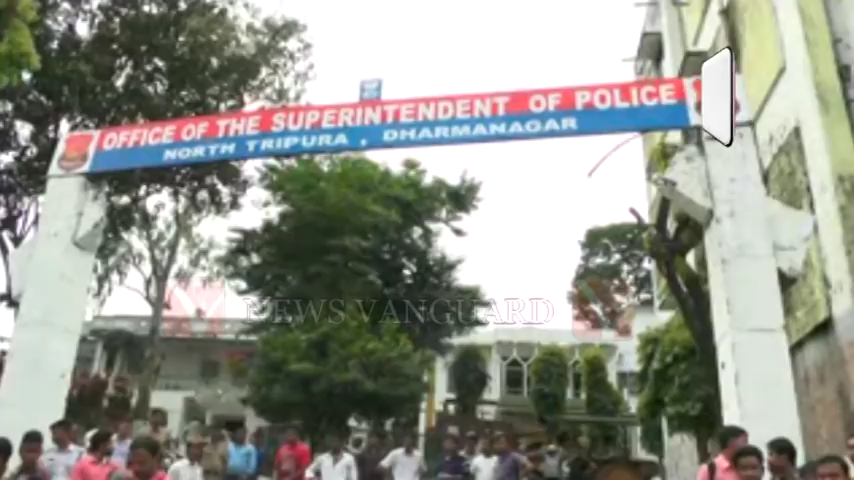 OFFICE OF THE SUPERINTENDENT OF POLICE
NORTH TRIPURA , DHARMANAGAR
NEWS VANGUARD